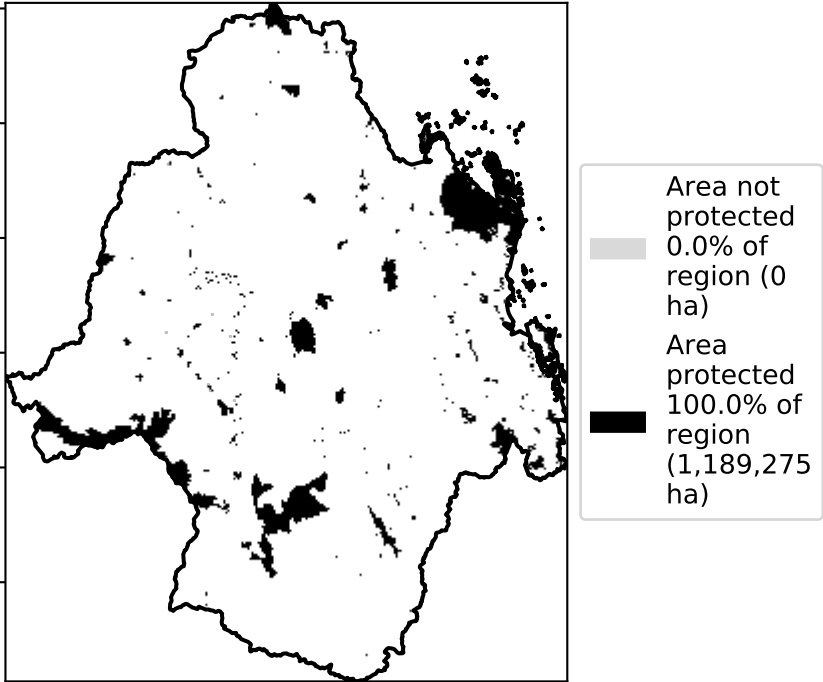 Area not
protected
0.0% of
region (0
ha)
Area
protected
100.0% of
region
(1,189,275
ha)